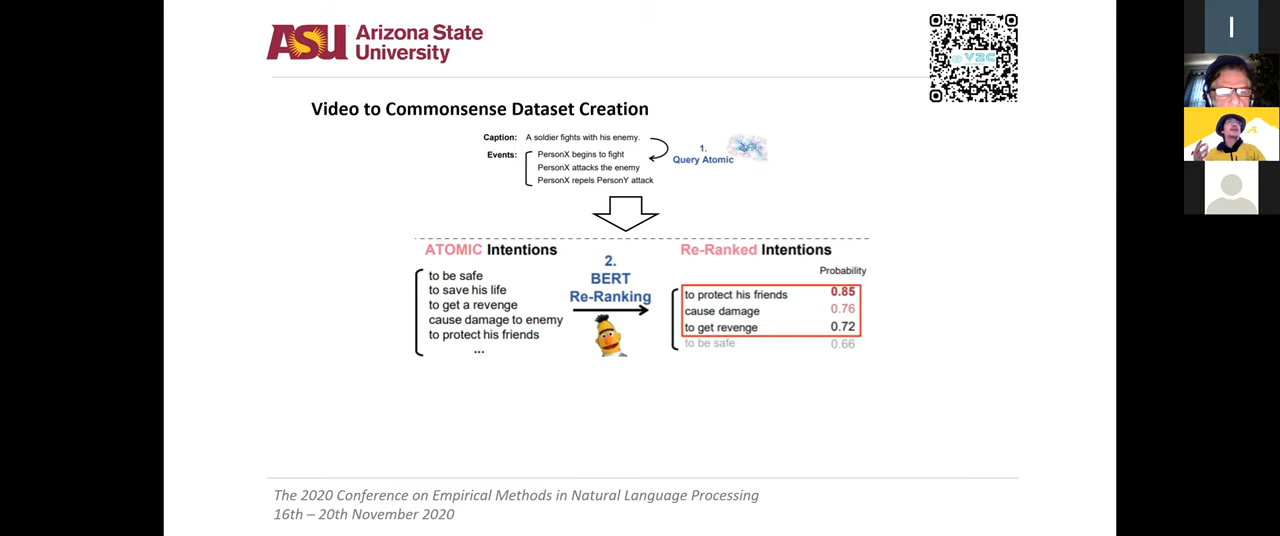 ASU Arizona State
University
V2C
Video to Commonsense Dataset Creation
Caption: A soldier fights with his enemy.
Events: PersonX begins to fight
PersonX attacks the enemy
PersonX repels PersonY attack
1.
Query Atomic
ATOMIC Intentions
to be safe
to save his life
to get a revenge
cause damage to enemy
to protect his friends
...
2.
BERT
Re-Ranking
Re-Ranked Intentions
Probability
to protect his friends 0.85
cause damage 0.76
to get revenge 0.72
to be safe 0.66
The 2020 Conference on Empirical Methods in Natural Language Processing
16th – 20th November 2020
I